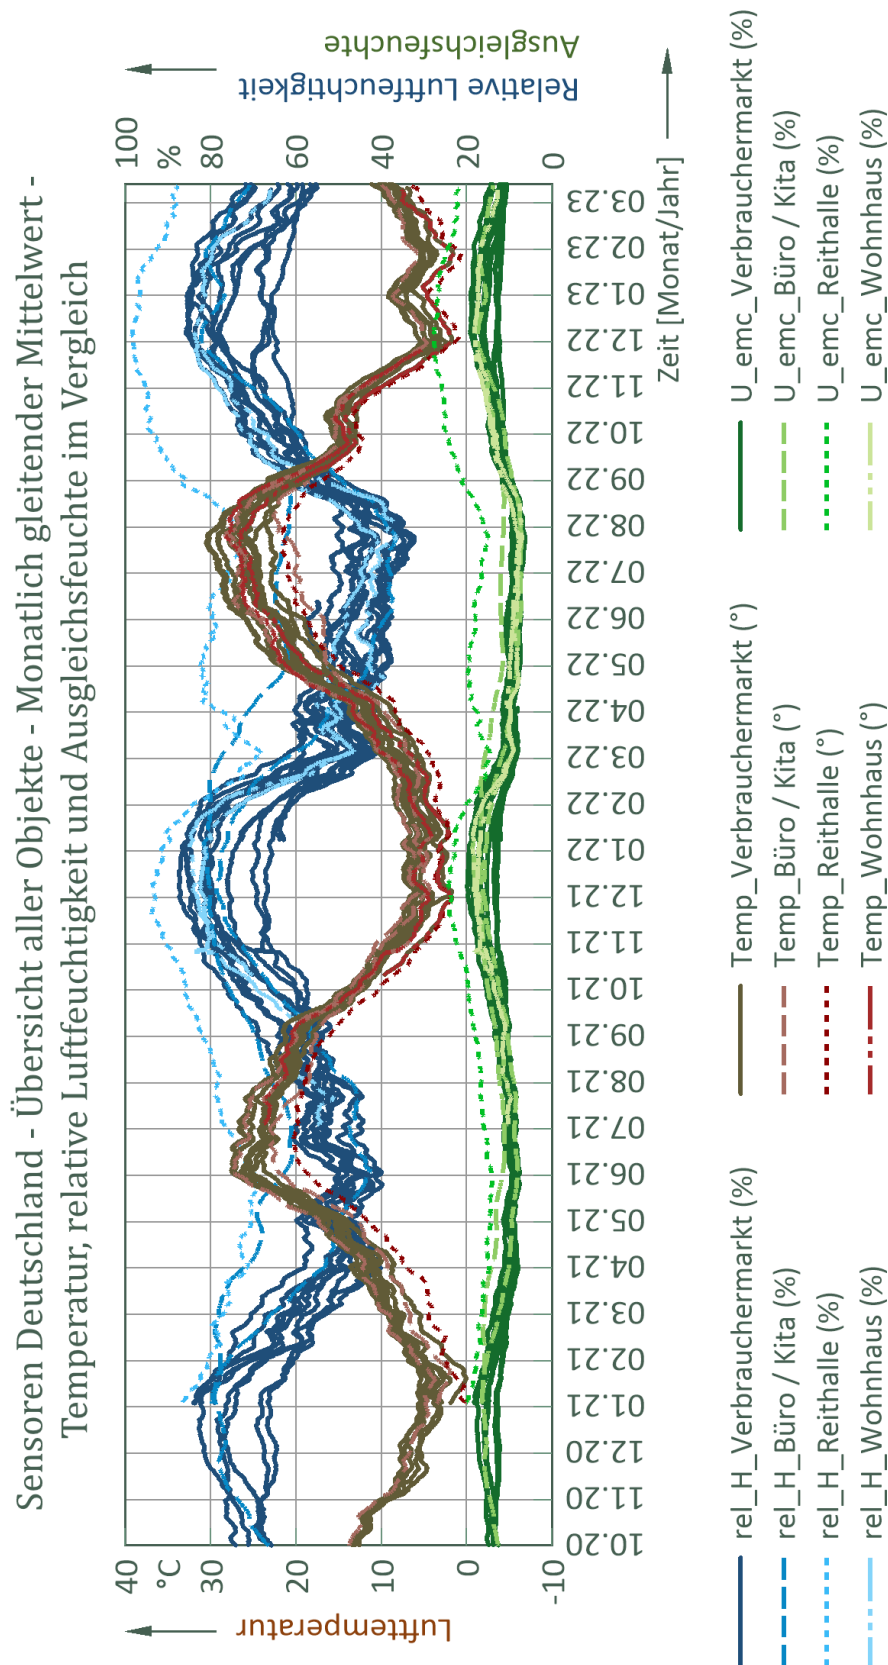 Sensoren Deutschland - Übersicht aller Objekte - Monatlich gleitender Mittelwert -
Temperatur, relative Luftfeuchtigkeit und Ausgleichsfeuchte im Vergleich
Lufttemperatur
°C
40
30
20
10
0
-10
Relative Luftfeuchtigkeit
Ausgleichsfeuchte
100
%
80
60
40
20
0
10.20
11.20
12.20
01.21
02.21
03.21
04.21
05.21
06.21
07.21
08.21
09.21
10.21
11.21
12.21
01.22
02.22
03.22
04.22
05.22
06.22
07.22
08.22
09.22
10.22
11.22
12.22
01.23
02.23
03.23
Zeit [Monat/Jahr]
rel_H_Verbrauchermarkt (%)
rel_H_Büro / Kita (%)
rel_H_Reithalle (%)
rel_H_Wohnhaus (%)
Temp_Verbrauchermarkt (°)
Temp_Büro / Kita (°)
Temp_Reithalle (°)
Temp_Wohnhaus (°)
U_emc_Verbrauchermarkt (%)
U_emc_Büro / Kita (%)
U_emc_Reithalle (%)
U_emc_Wohnhaus (%)